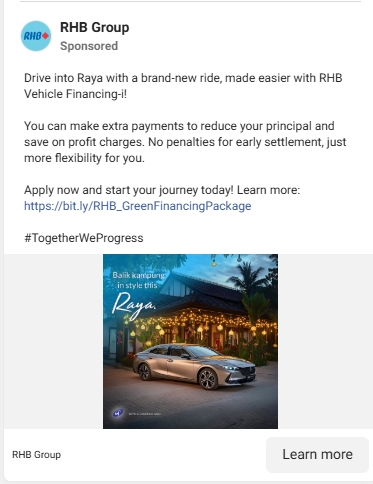 RHB
RHB Group
Sponsored
Drive into Raya with a brand-new ride, made easier with RHB
Vehicle Financing-i!
You can make extra payments to reduce your principal and
save on profit charges. No penalties for early settlement, just
more flexibility for you.
Apply now and start your journey today! Learn more:
https://bit.ly/RHB_GreenFinancingPackage
#TogetherWeProgress
Balik kampung
in style this
Raya.
RHB Group
Learn more